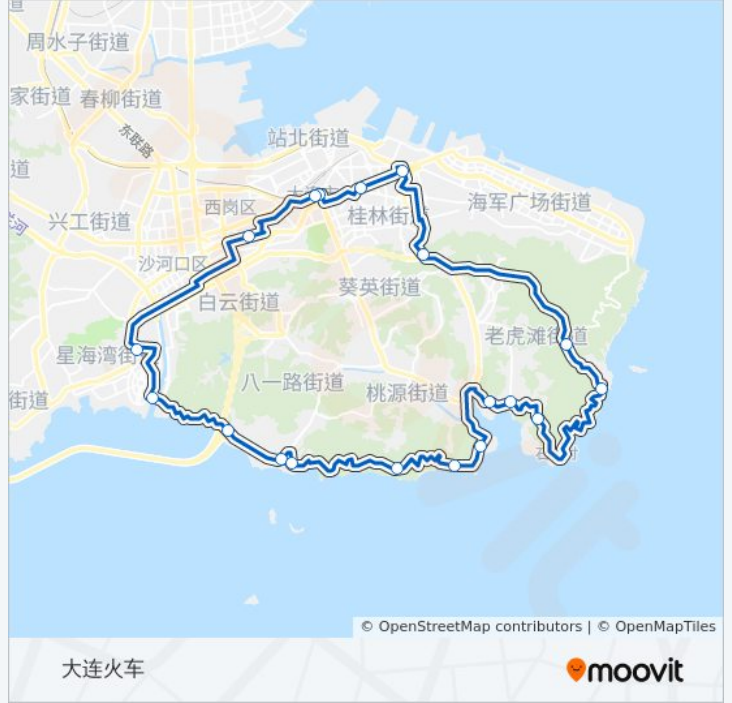 道
周水子街道
家街道
春柳街道
东联路
站北街道
道
西岗区
桂林街
海军广场街道
兴工街道
沙河口区
白云街道
葵英街道
老虎滩街道
星海湾街
八一路街道
桃源街道
街道
© OpenStreetMap contributors | © OpenMapTiles
大连火车
moovit